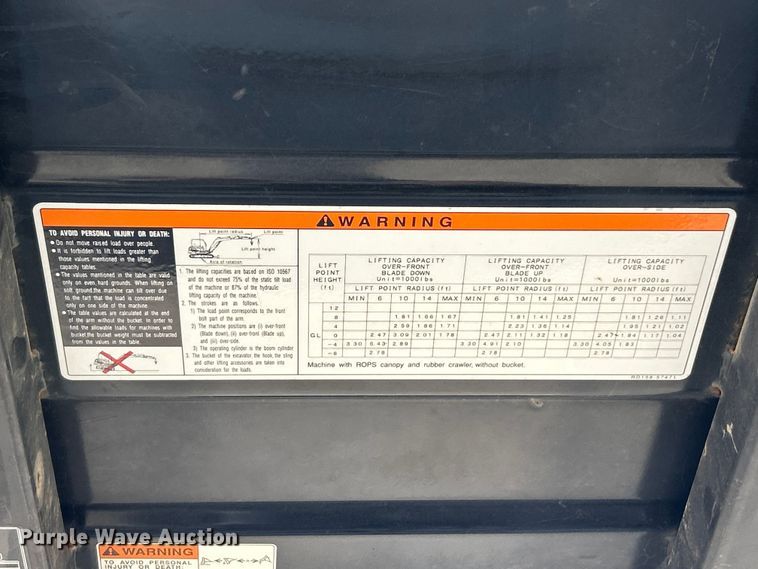 WARNING
TO AVOID PERSONAL INJURY OR DEATH:
● Do not move raised load over people.
● It is forbidden to lift loads greater than
those values mentioned in the lifting
capacity tables.
● The values mentioned in the table are valid
only on even hard grounds. When lifting on
soft ground,the machine can tilt over due
to the fact that the load is concentrated
only on one side of the machine.
● The table values are calculated at the end
of the arm without the bucket. In order to
find the allowable loads for machines with
bucket,the bucket weight must be subtracted
from the values in the table.
Lift point radius
Lift point
Lift point height
Axis of rotation
1. The lifting capacities are based on ISO 10567
and do not exceed 75% of the static tilt load
of the machine or 87% of the hydraulic
lifting capacity of the machine.
2. The strokes are as follows.
1) The load point corresponds to the front
bolt part of the arm.
2) The machine positions are (i) over-front
(Blade down), (ii) over-front (Blade up),
and (iii) over-side.
3) The operating cylinder is the boom cylinder.
3. The bucket of the excavator, the hook, the sling
and other lifting accessories are taken into
consideration for the loads.
LIFT POINT HEIGHT (ft)
LIFTING CAPACITY OVER-FRONT BLADE DOWN Unit=1000lbs
LIFTING CAPACITY OVER-FRONT BLADE UP Unit=1000lbs
LIFTING CAPACITY OVER-SIDE Unit=1000lbs
LIFT POINT RADIUS (ft) LIFT POINT RADIUS (ft) LIFT POINT RADIUS (ft)
MIN 6 10 14 MAX MIN 6 10 14 MAX MIN 6 10 14 MAX
12
8 1.81 1.66 1.67 1.81 1.41 1.25 1.81 1.26 1.11
4 2.59 1.86 1.71 2.23 1.36 1.14 1.95 1.21 1.02
GL 0 2.47 3.09 2.01 1.78 2.47 2.11 1.32 1.18 2.47 1.84 1.17 1.04
-4 3.30 5.43 2.89 3.30 4.91 2.10 3.30 4.05 1.83
-8 2.78 2.78 2.78
Machine with ROPS canopy and rubber crawler, without bucket.
RD158-57471
Purple Wave Auction
WARNING
TO AVOID PERSONAL
INJURY OR DEATH: